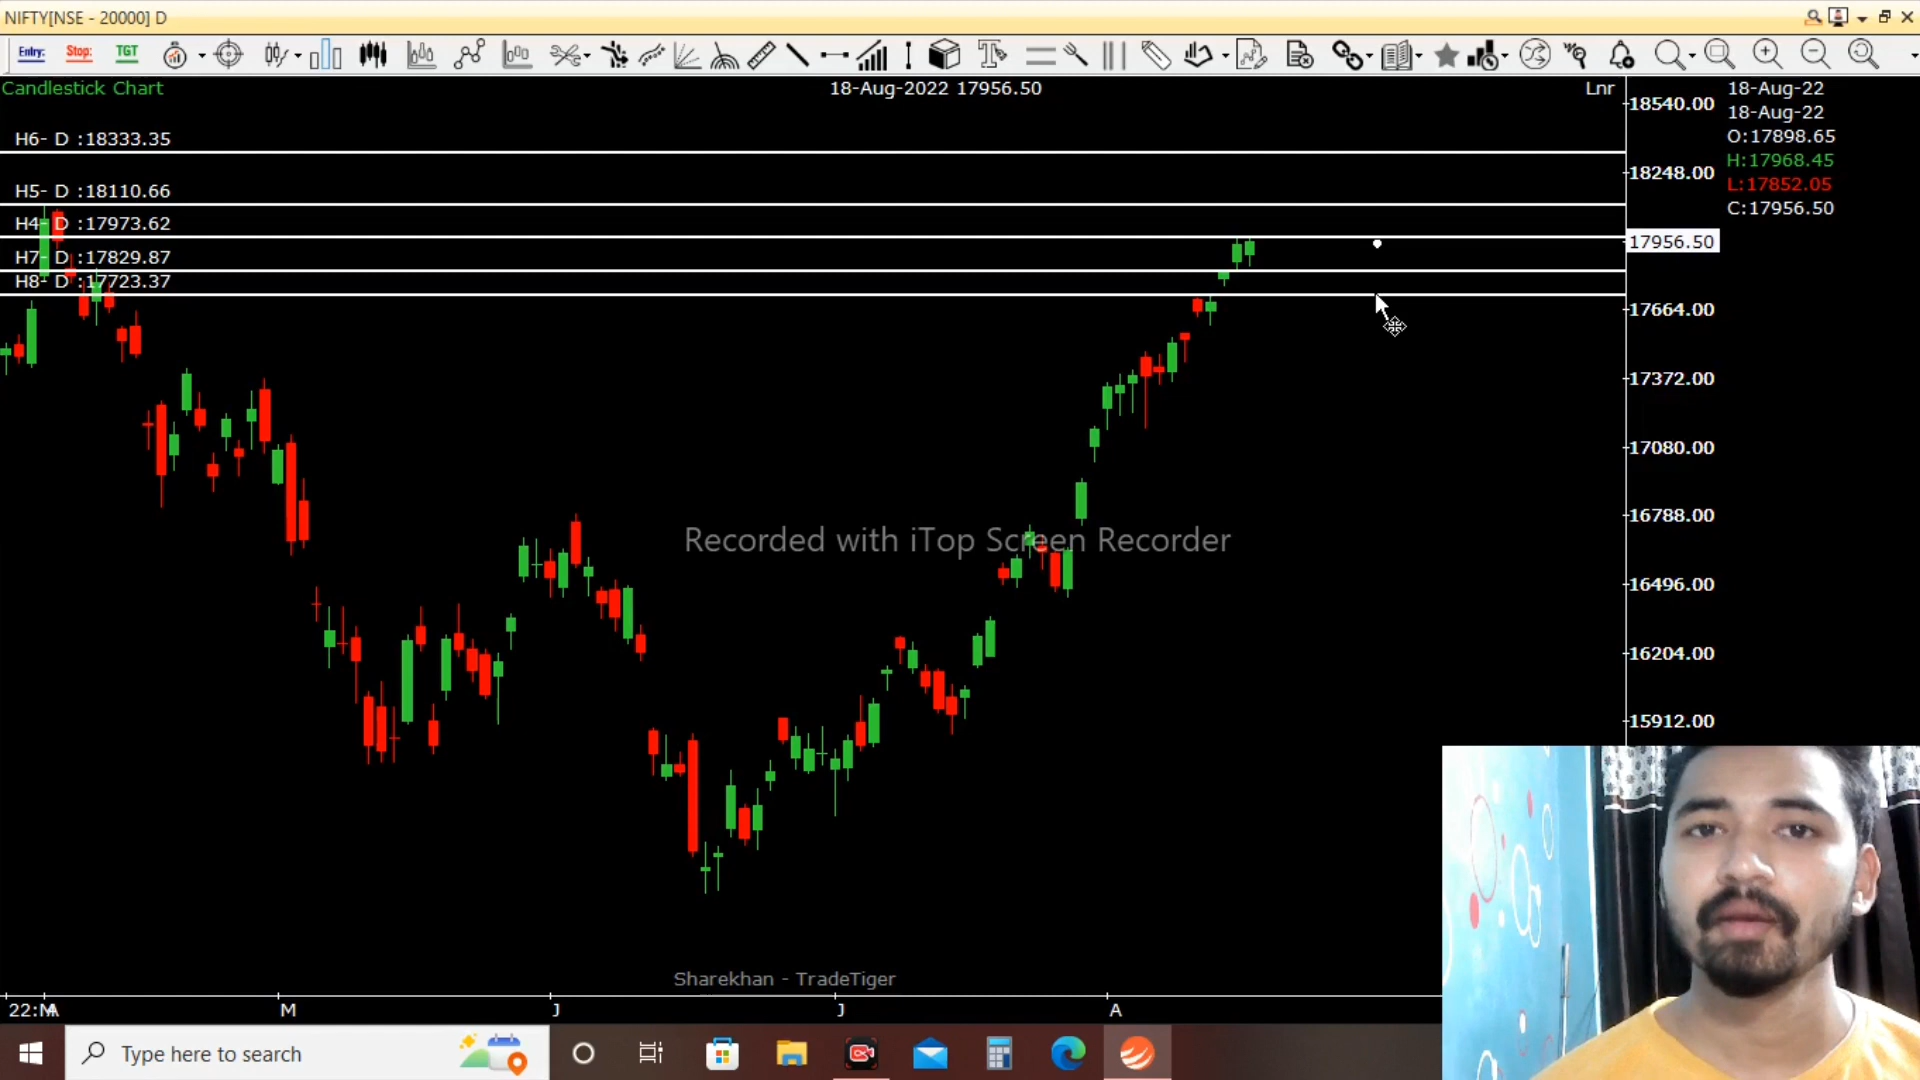 NIFTY[NSE - 20000] D
Entry:
Stop:
TGT
Candlestick Chart
18-Aug-2022 17956.50
Lnr
18540.00
18-Aug-22
18-Aug-22
O:17898.65
H:17968.45
L:17852.05
C:17956.50
H6- D :18333.35
18248.00
H5- D :18110.66
H4- D :17973.62
17956.50
H7- D :17829.87
H8- D :17723.37
17664.00
17372.00
17080.00
16788.00
Recorded with iTop Screen Recorder
16496.00
16204.00
15912.00
Sharekhan - TradeTiger
M
J
J
A
Type here to search